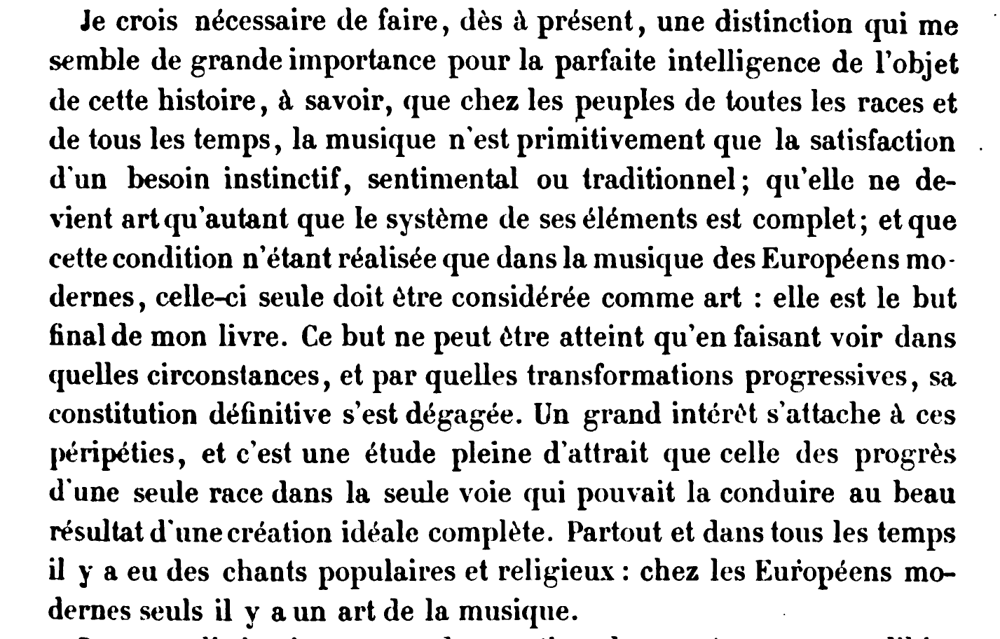 Je crois nécessaire de faire, dès à présent, une distinction qui me
semble de grande importance pour la parfaite intelligence de l'objet
de cette histoire, à savoir, que chez les peuples de toutes les races et
de tous les temps, la musique n'est primitivement que la satisfaction
d'un besoin instinctif, sentimental ou traditionnel; qu'elle ne de-
vient art qu'autant que le système de ses éléments est complet; et que
cette condition n'étant réalisée que dans la musique des Européens mo-
dernes, celle-ci seule doit être considérée comme art : elle est le but
final de mon livre. Ce but ne peut être atteint qu'en faisant voir dans
quelles circonstances, et par quelles transformations progressives, sa
constitution définitive s'est dégagée. Un grand intérêt s'attache à ces
péripéties, et c'est une étude pleine d'attrait que celle des progrès
d'une seule race dans la seule voie qui pouvait la conduire au beau
résultat d'une création idéale complète. Partout et dans tous les temps
il y a eu des chants populaires et religieux : chez les Européens mo-
dernes seuls il y a un art de la musique.